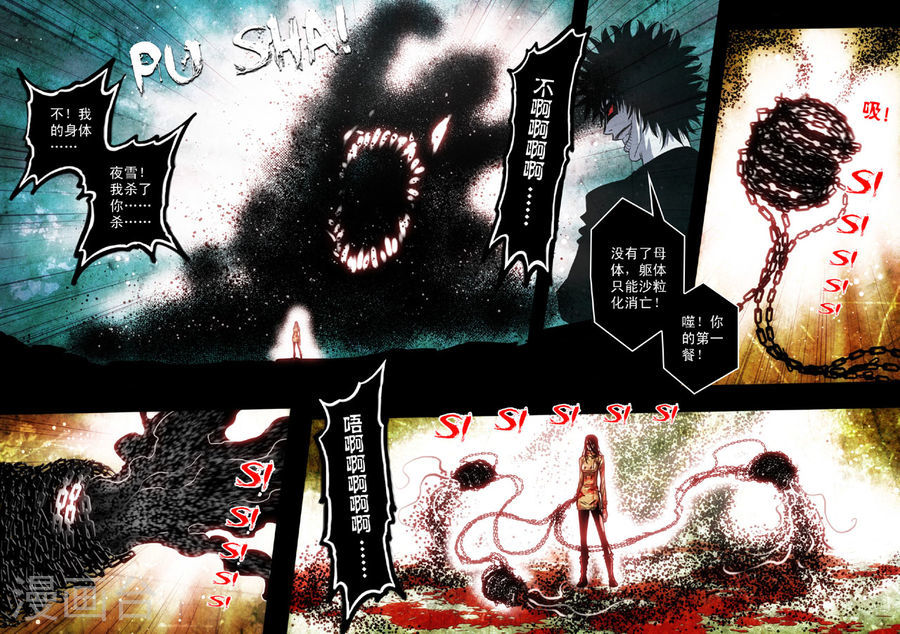 PU SHA!
不！我
的身体
……
夜雪！
我杀了
你……
杀……
不啊啊啊啊……
没有了母
体，躯体
只能沙粒
化消亡！
噬！你
的第一
餐！
吸！
SI
SI
SI
SI
SI
SI
SI
SI
SI
SI
唔啊啊啊啊啊……
SI
SI
SI
SI
SI
漫画台